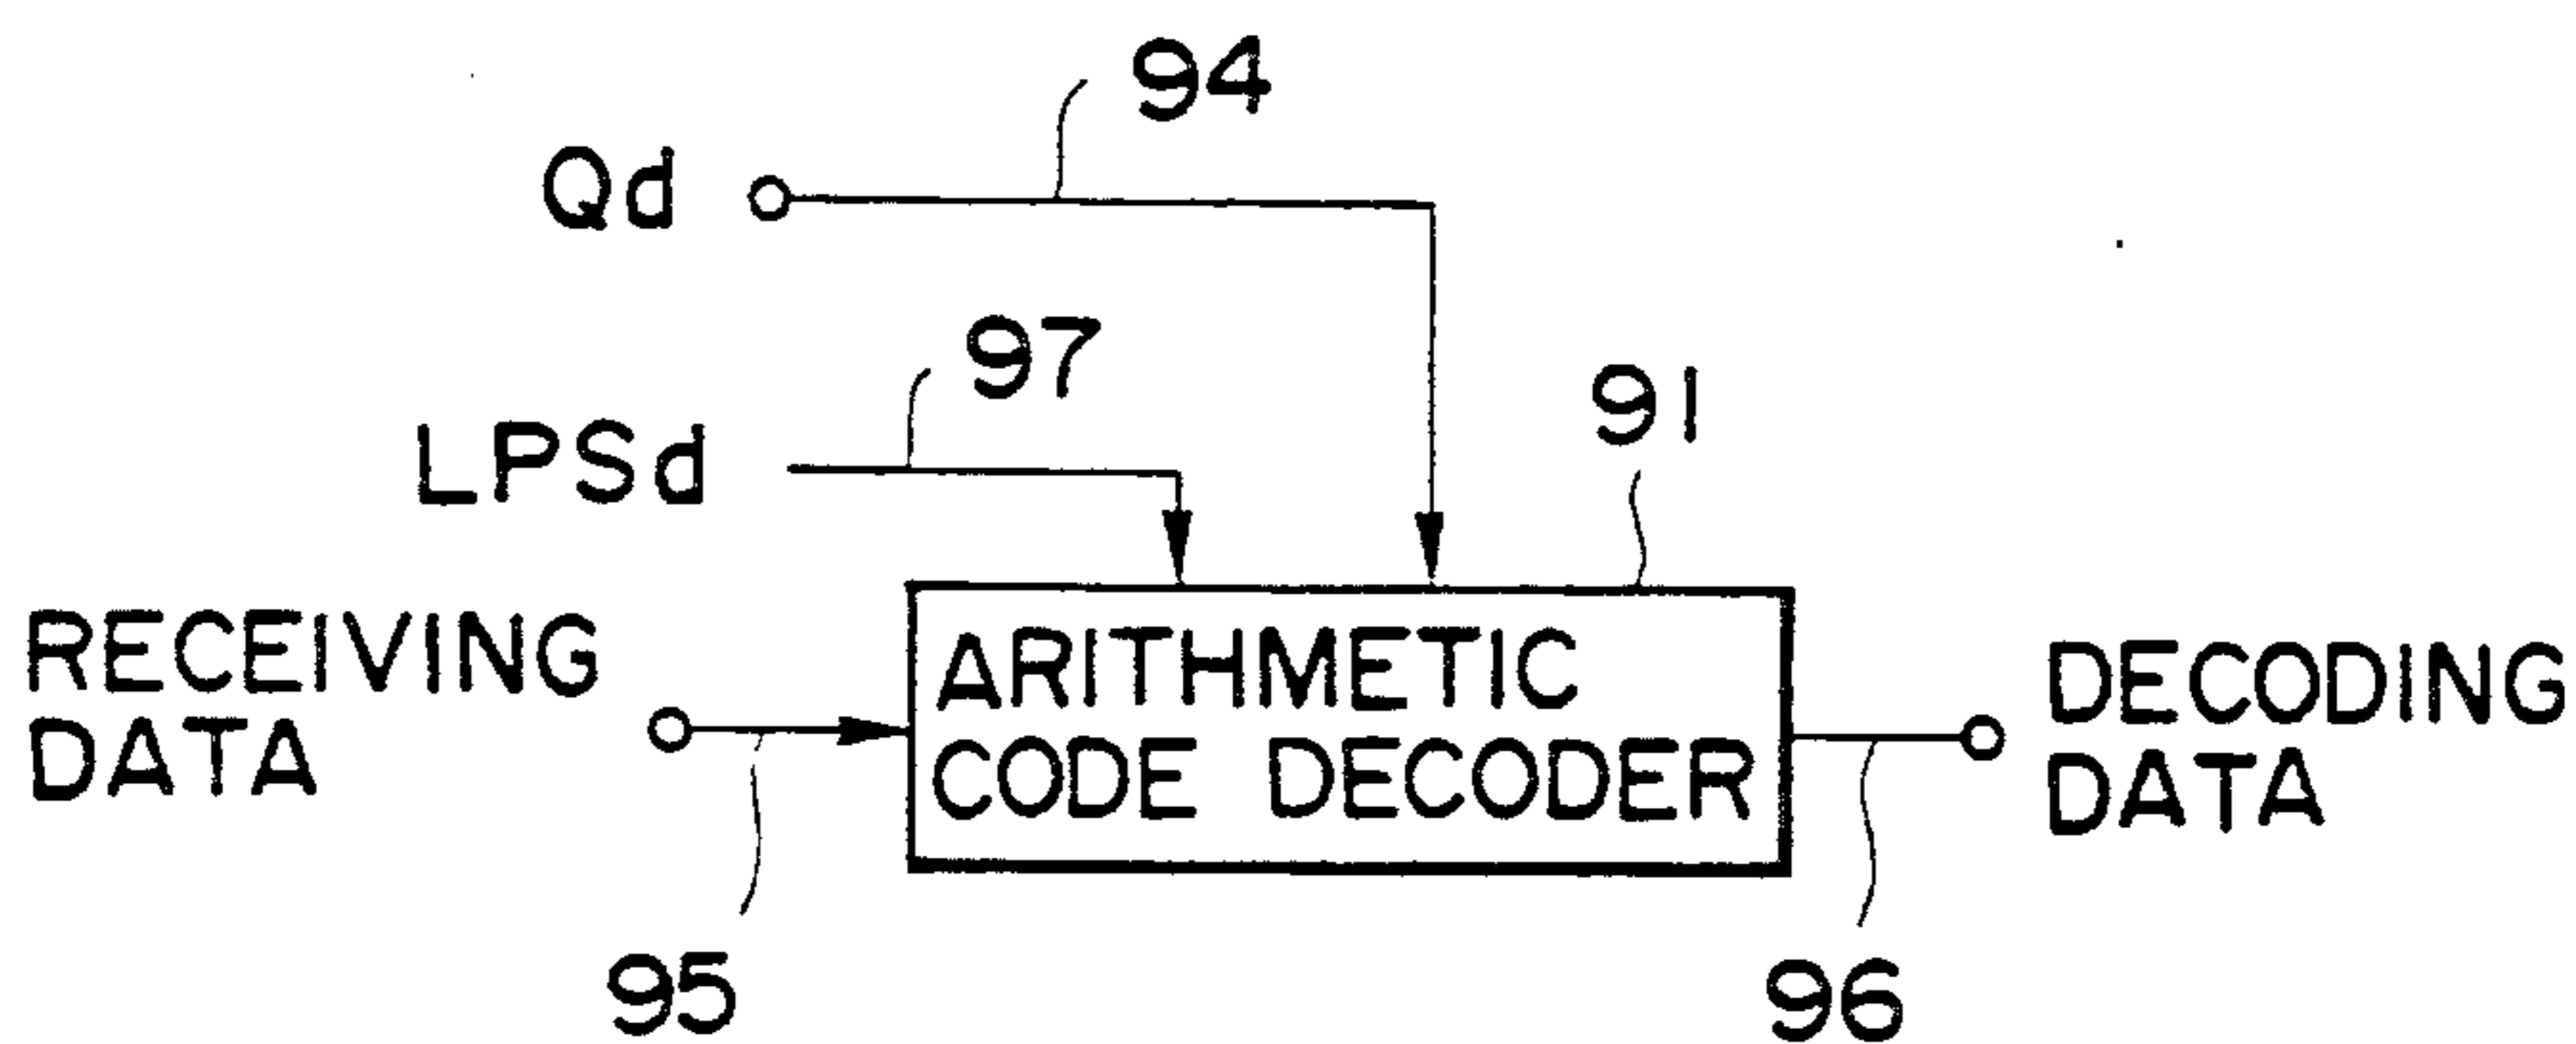 94
Qd
97
LPSd
91
RECEIVING
DATA
ARITHMETIC
CODE DECODER
DECODING
DATA
95
96